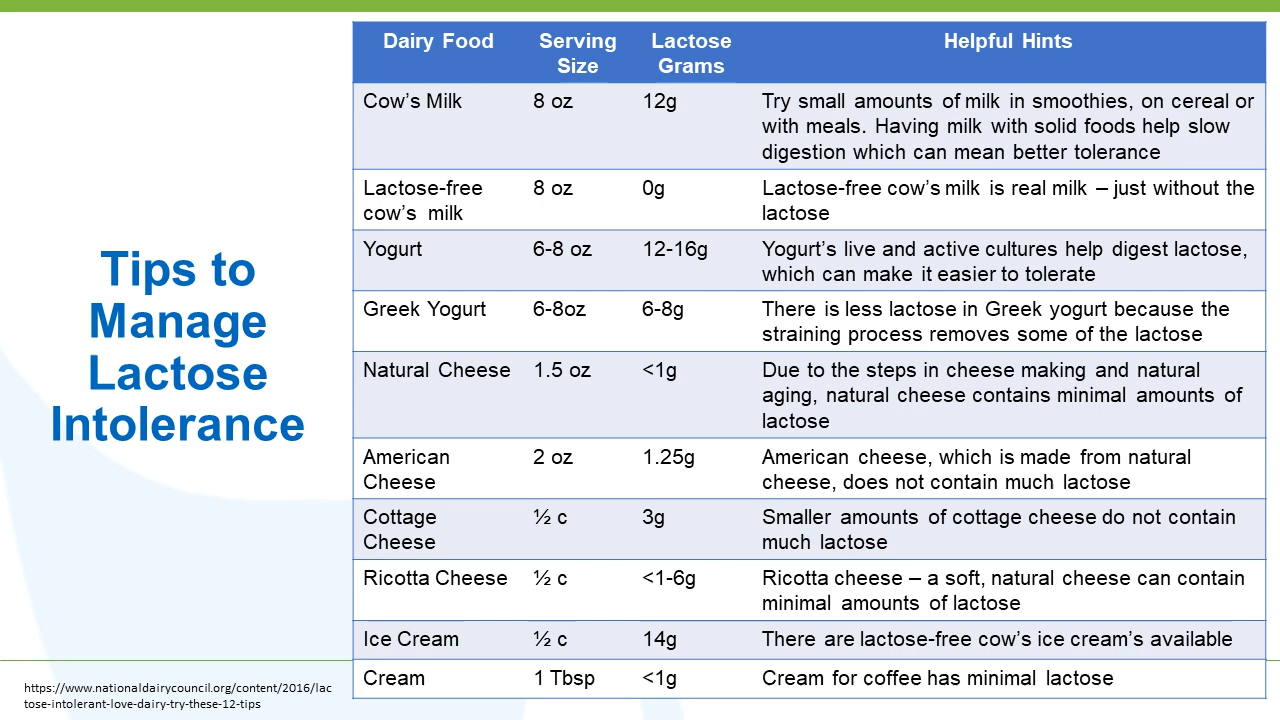 Tips to
Manage
Lactose
Intolerance
https://www.nationaldairycouncil.org/content/2016/lac
tose-intolerant-love-dairy-try-these-12-tips
Dairy Food Serving Size Lactose Grams Helpful Hints
Cow's Milk 8 oz 12g Try small amounts of milk in smoothies, on cereal or
with meals. Having milk with solid foods help slow
digestion which can mean better tolerance
Lactose-free 8 oz 0g Lactose-free cow's milk is real milk – just without the
cow's milk lactose
Yogurt 6-8 oz 12-16g Yogurt's live and active cultures help digest lactose,
which can make it easier to tolerate
Greek Yogurt 6-8oz 6-8g There is less lactose in Greek yogurt because the
straining process removes some of the lactose
Natural Cheese 1.5 oz <1g Due to the steps in cheese making and natural
aging, natural cheese contains minimal amounts of
lactose
American 2 oz 1.25g American cheese, which is made from natural
Cheese cheese, does not contain much lactose
Cottage ½ c 3g Smaller amounts of cottage cheese do not contain
Cheese much lactose
Ricotta Cheese ½ c <1-6g Ricotta cheese – a soft, natural cheese can contain
minimal amounts of lactose
Ice Cream ½ c 14g There are lactose-free cow's ice cream's available
Cream 1 Tbsp <1g Cream for coffee has minimal lactose